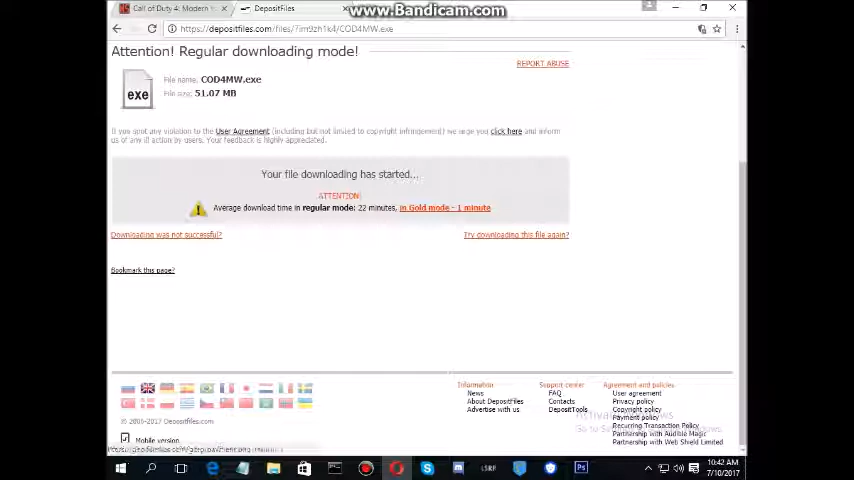 www.Bandicam.com
Call of Duty 4: Modern
DepositFiles
https://depositfiles.com/files/7im9zh1k4/COD4MW.exe
Attention! Regular downloading mode!
REPORT ABUSE
exe
File name: COD4MW.exe
File size: 51.07 MB
If you spot any violation to the User Agreement (including but not limited to copyright infringement) we urge you click here and inform
us of any ill action by users. Your feedback is highly appreciated.
Your file downloading has started...
ATTENTION!
Average download time in regular mode: 22 minutes, in Gold mode - 1 minute
Downloading was not successful?
Try downloading this file again?
Bookmark this page?
Information
News
About DepositFiles
Advertise with us
Support center
FAQ
Contacts
DepositTools
Agreement and policies
User agreement
Privacy policy
Copyright policy
Payment policy
Recurring Transaction Policy
Partnership with Audible Magic
Partnership with Web Shield Limited
© 2006-2017 DepositFiles.com
Mobile version
LSRF
Ps
10:42 AM
7/10/2017